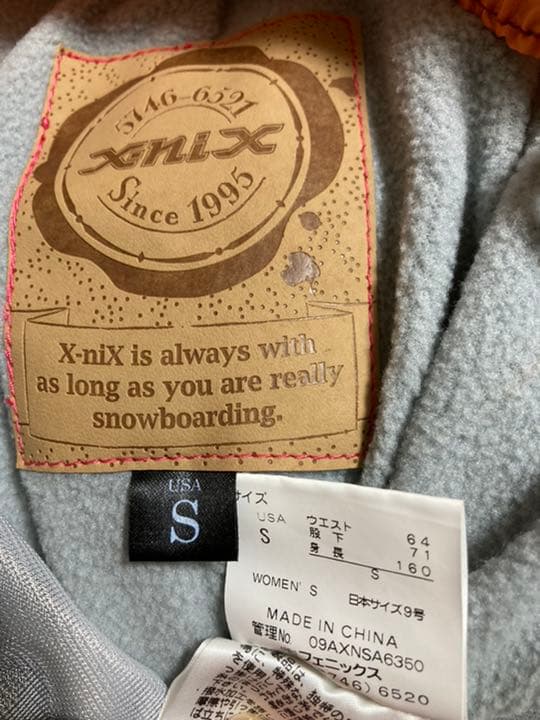 5746-6521
X-niX
Since 1995
X-niX is always with
as long as you are really
snowboarding.
USA
S
サイズ
USA ウエスト 64
S 股下 71
身長 160
S
WOMEN' S 日本サイズ9号
MADE IN CHINA
管理No. 09AXNSA6350
フェニックス
746) 6520